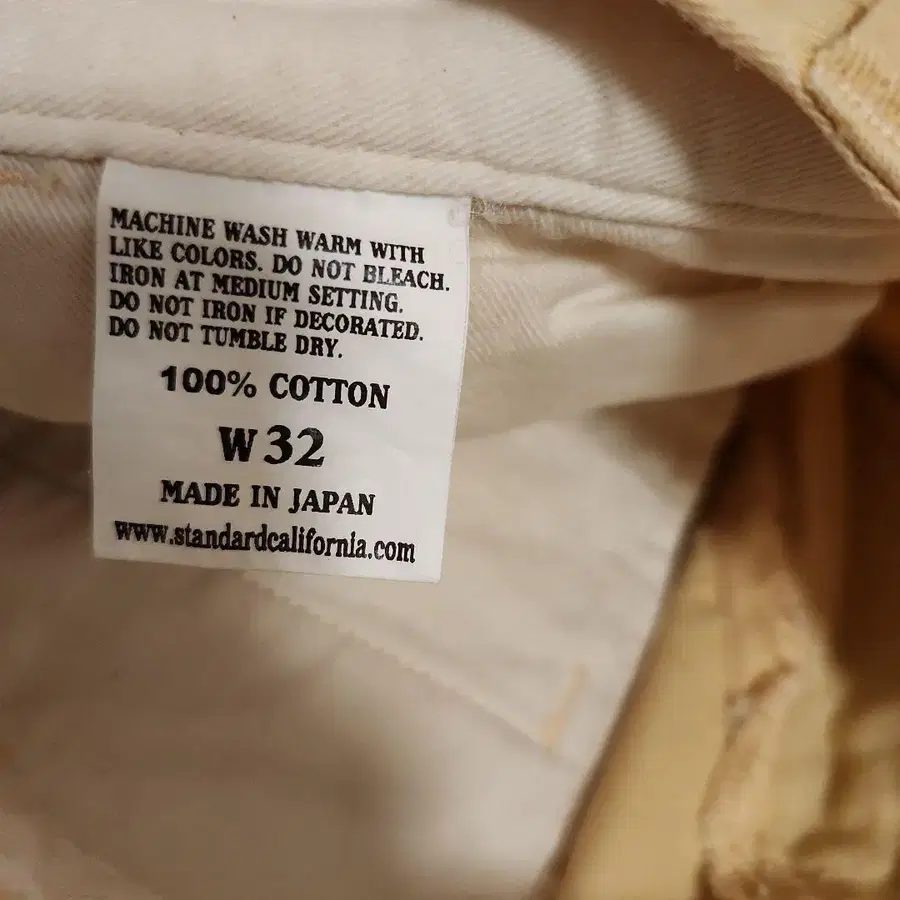 MACHINE WASH WARM WITH
LIKE COLORS. DO NOT BLEACH.
IRON AT MEDIUM SETTING.
DO NOT IRON IF DECORATED.
DO NOT TUMBLE DRY.
100% COTTON
W 32
MADE IN JAPAN
www.standardcalifornia.com